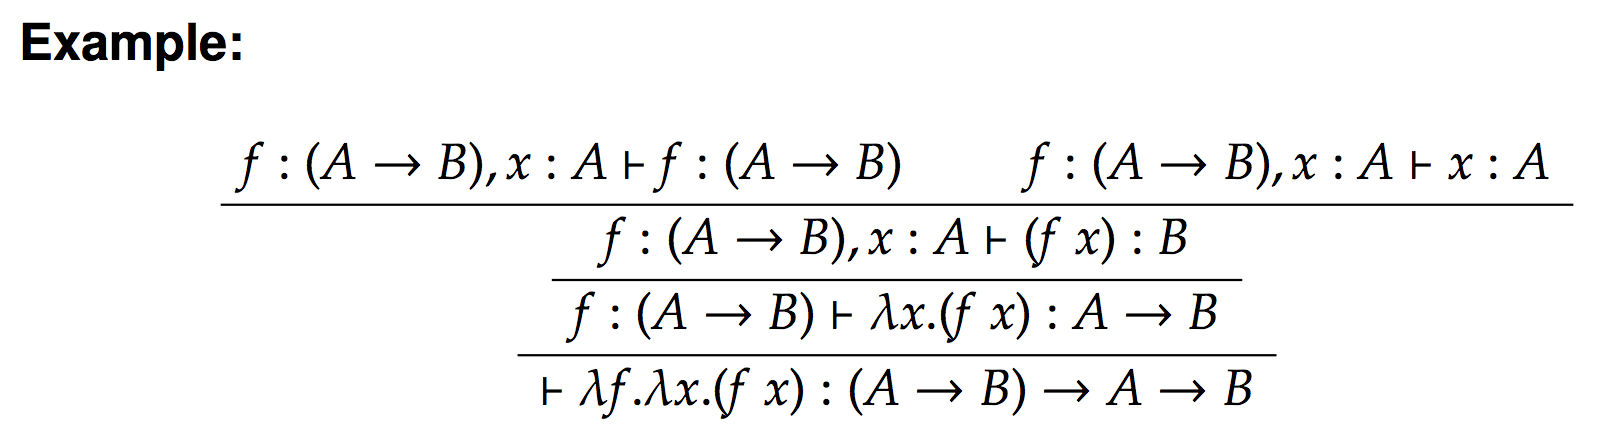 Example:
f : (A → B), x : A ⊢ f : (A → B) f : (A → B), x : A ⊢ x : A
f : (A → B), x : A ⊢ (f x) : B
f : (A → B) ⊢ λx.(f x) : A → B
⊢ λf.λx.(f x) : (A → B) → A → B